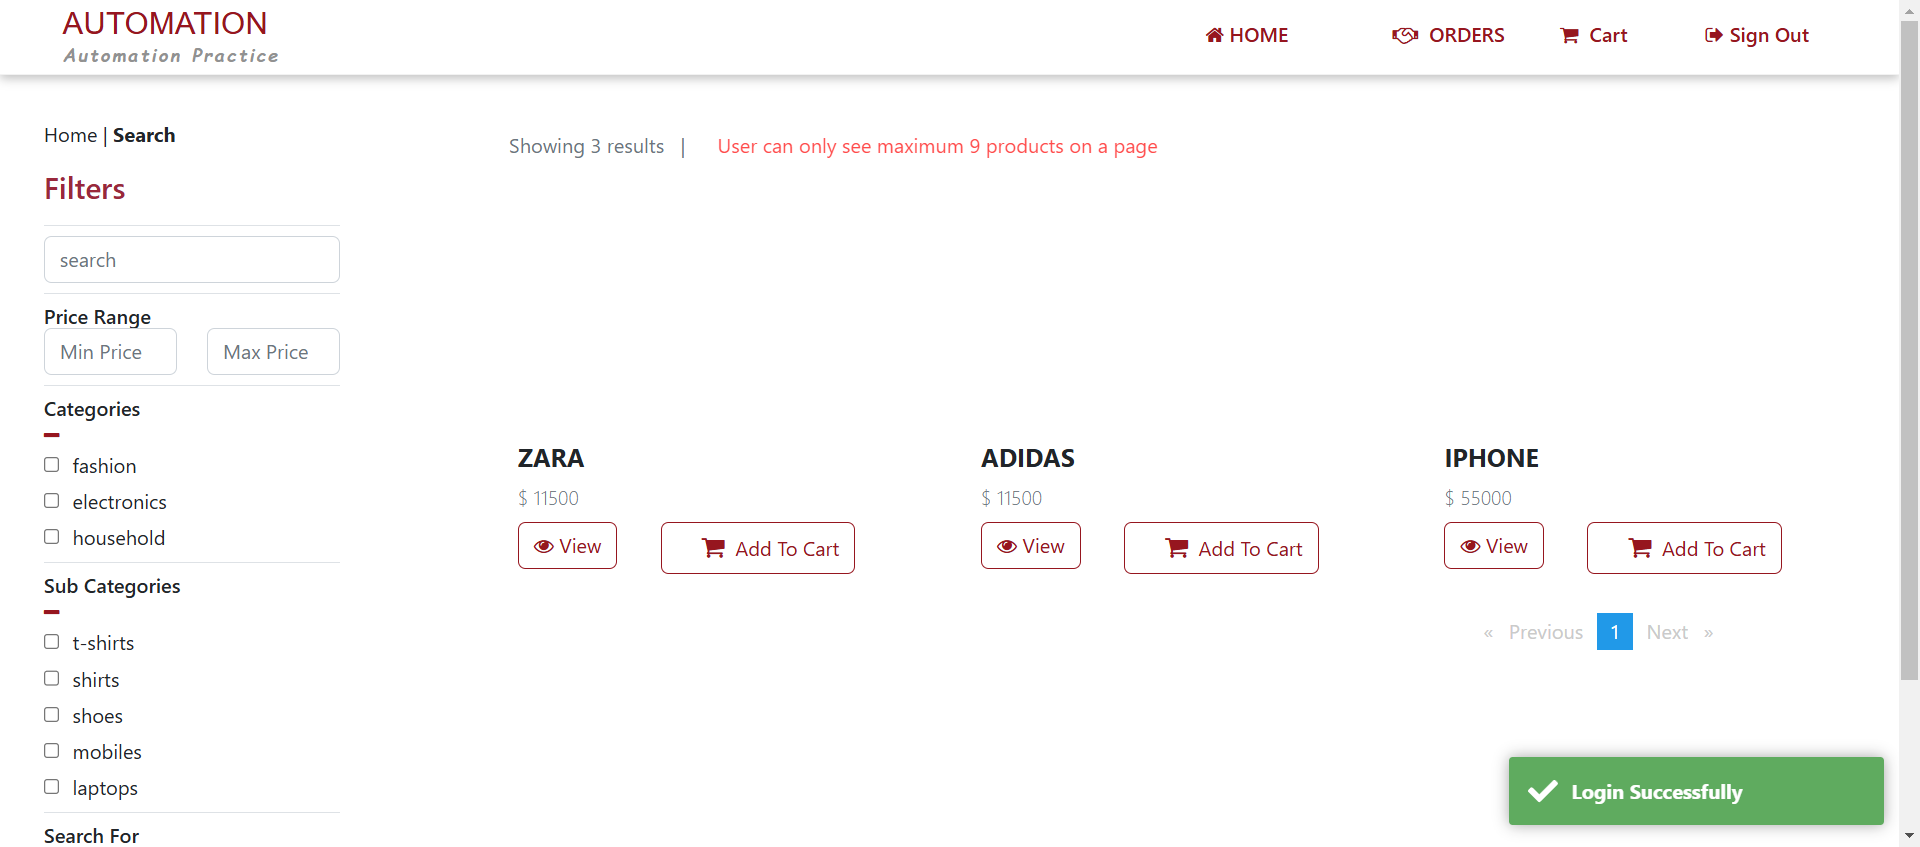 AUTOMATION
Automation Practice
HOME
ORDERS
Cart
Sign Out
Home | Search
Showing 3 results |
User can only see maximum 9 products on a page
Filters
search
Price Range
Min Price
Max Price
Categories
fashion
electronics
household
Sub Categories
t-shirts
shirts
shoes
mobiles
laptops
Search For
ZARA
$ 11500
View
Add To Cart
ADIDAS
$ 11500
View
Add To Cart
IPHONE
$ 55000
View
Add To Cart
« Previous 1 Next »
Login Successfully